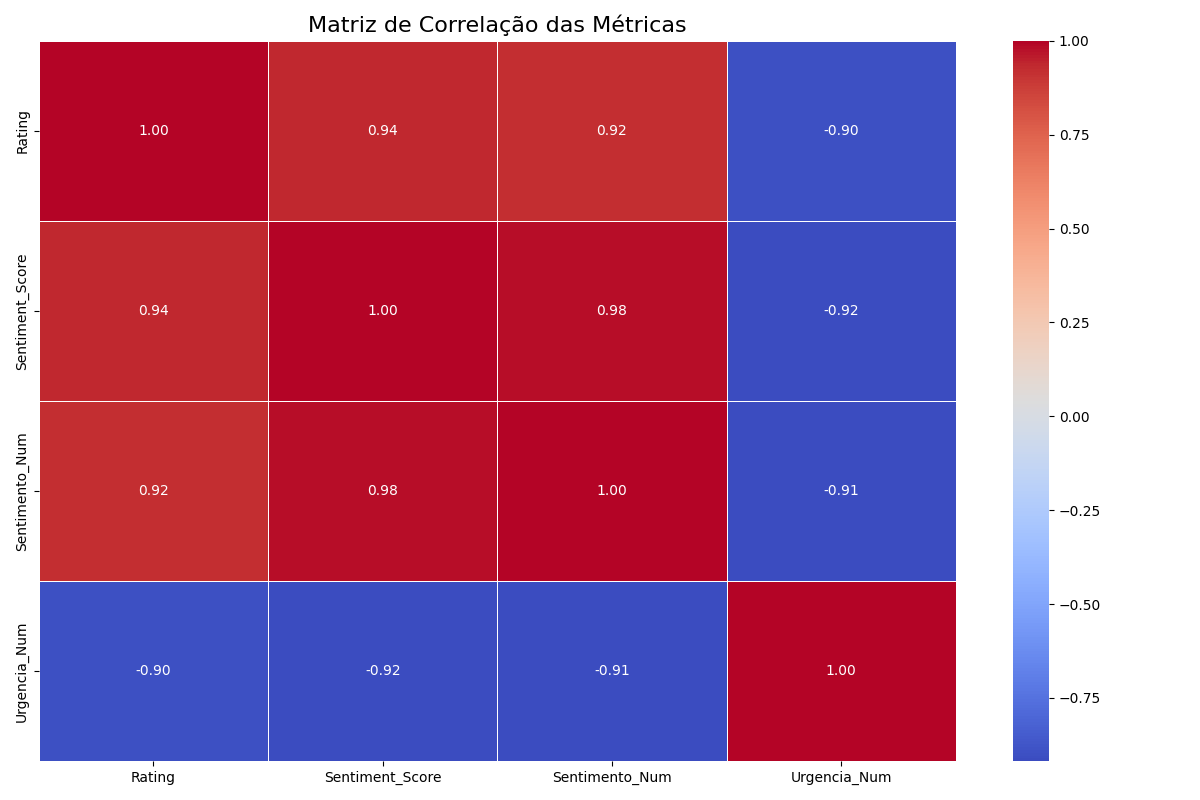 Matriz de Correlação das Métricas
Rating
1.00
0.94
0.92
-0.90
Sentiment_Score
0.94
1.00
0.98
-0.92
Sentimento_Num
0.92
0.98
1.00
-0.91
Urgencia_Num
-0.90
-0.92
-0.91
1.00
Rating
Sentiment_Score
Sentimento_Num
Urgencia_Num
1.00
0.75
0.50
0.25
0.00
−0.25
−0.50
−0.75